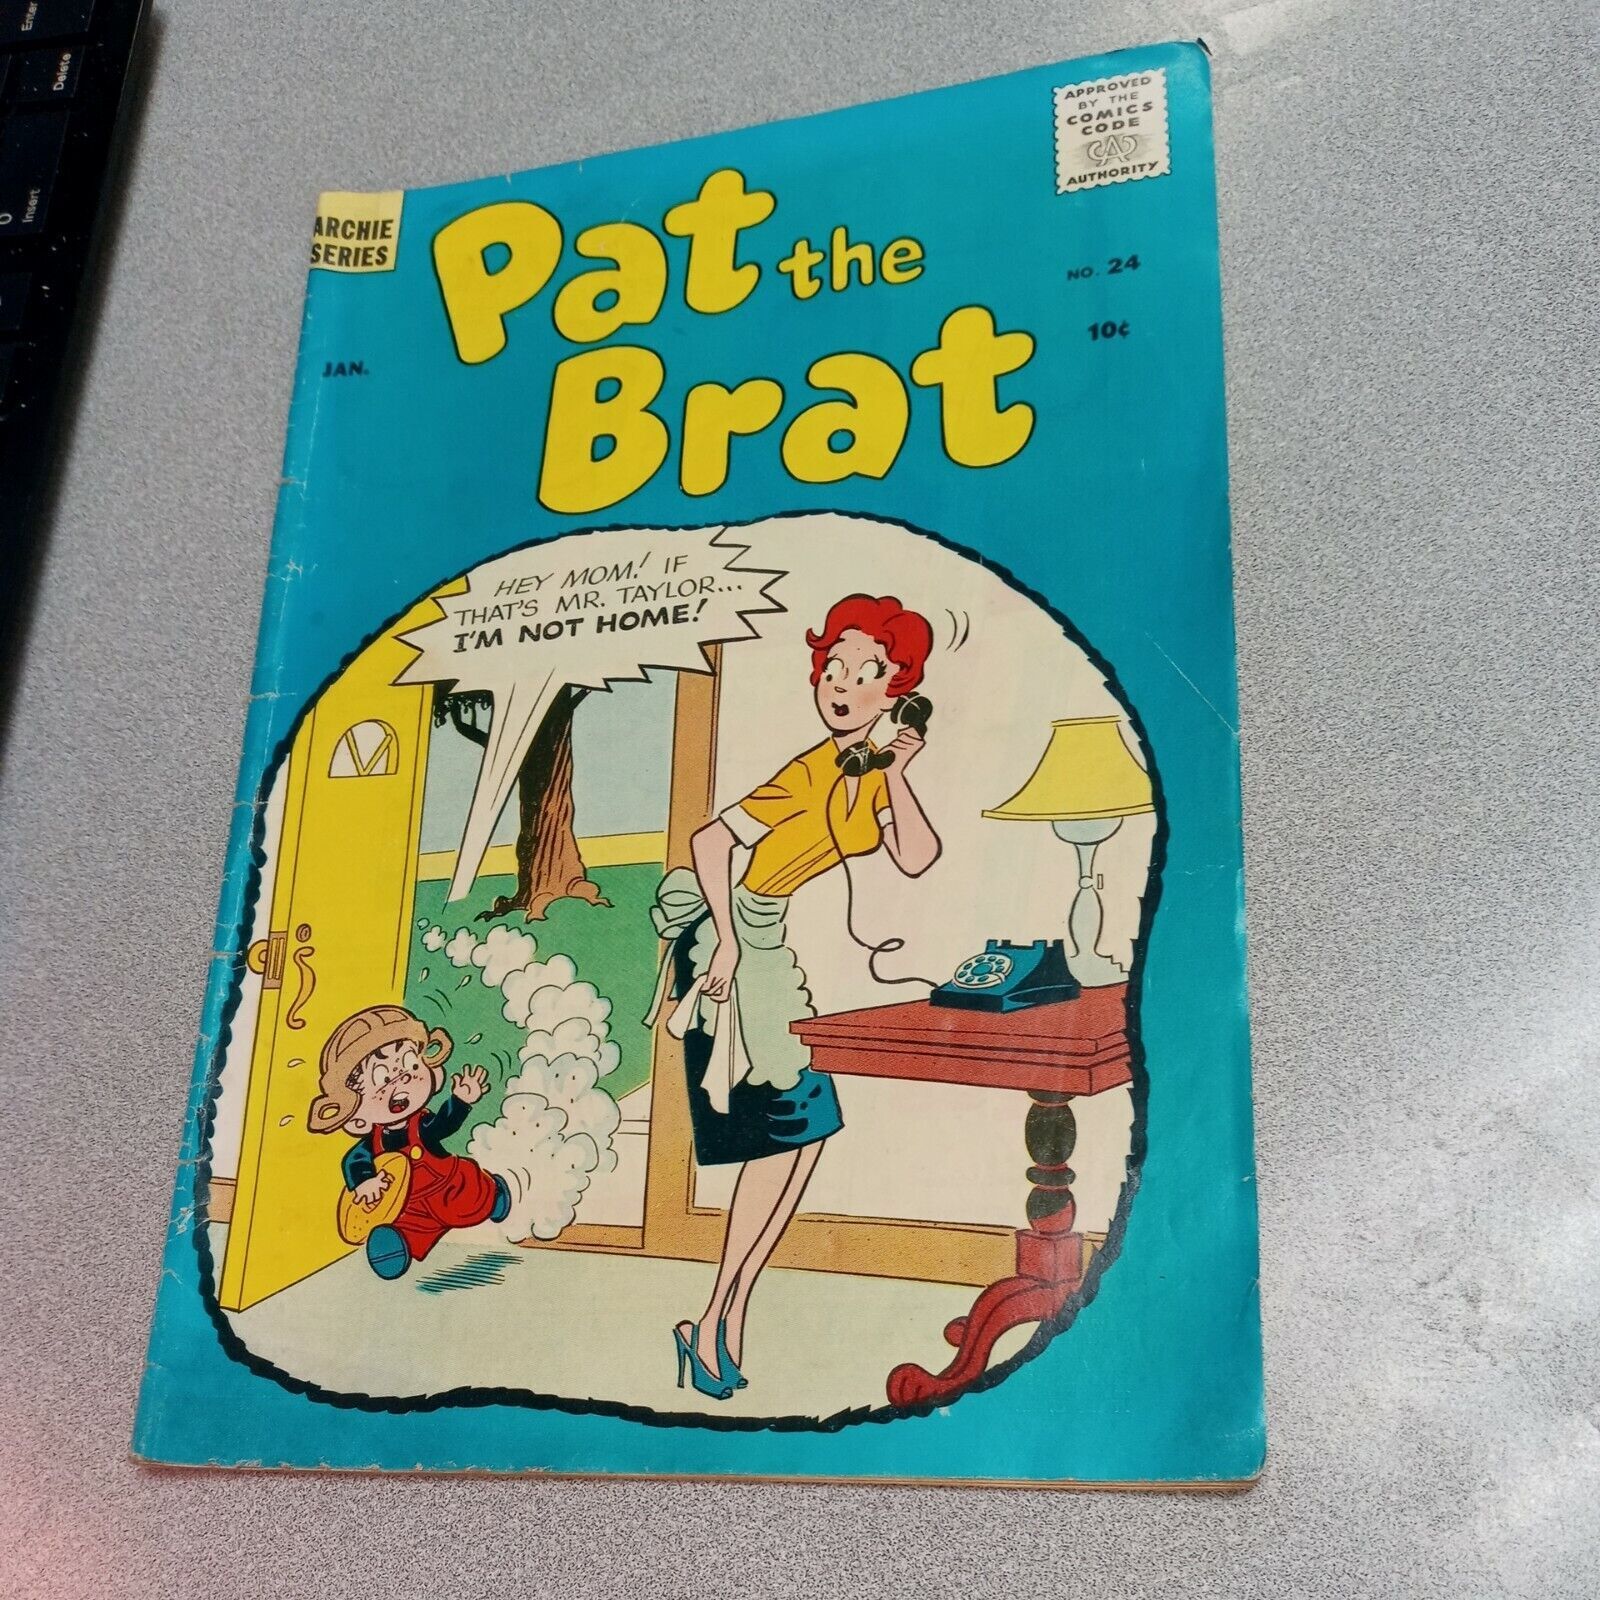 Enter
Delete
Insert
ARCHIE
SERIES
Pat the
Brat
JAN.
APPROVED
BY THE
COMICS
CODE
CA
AUTHORITY
NO. 24
10¢
HEY MOM! IF
THAT'S MR. TAYLOR...
I'M NOT HOME!